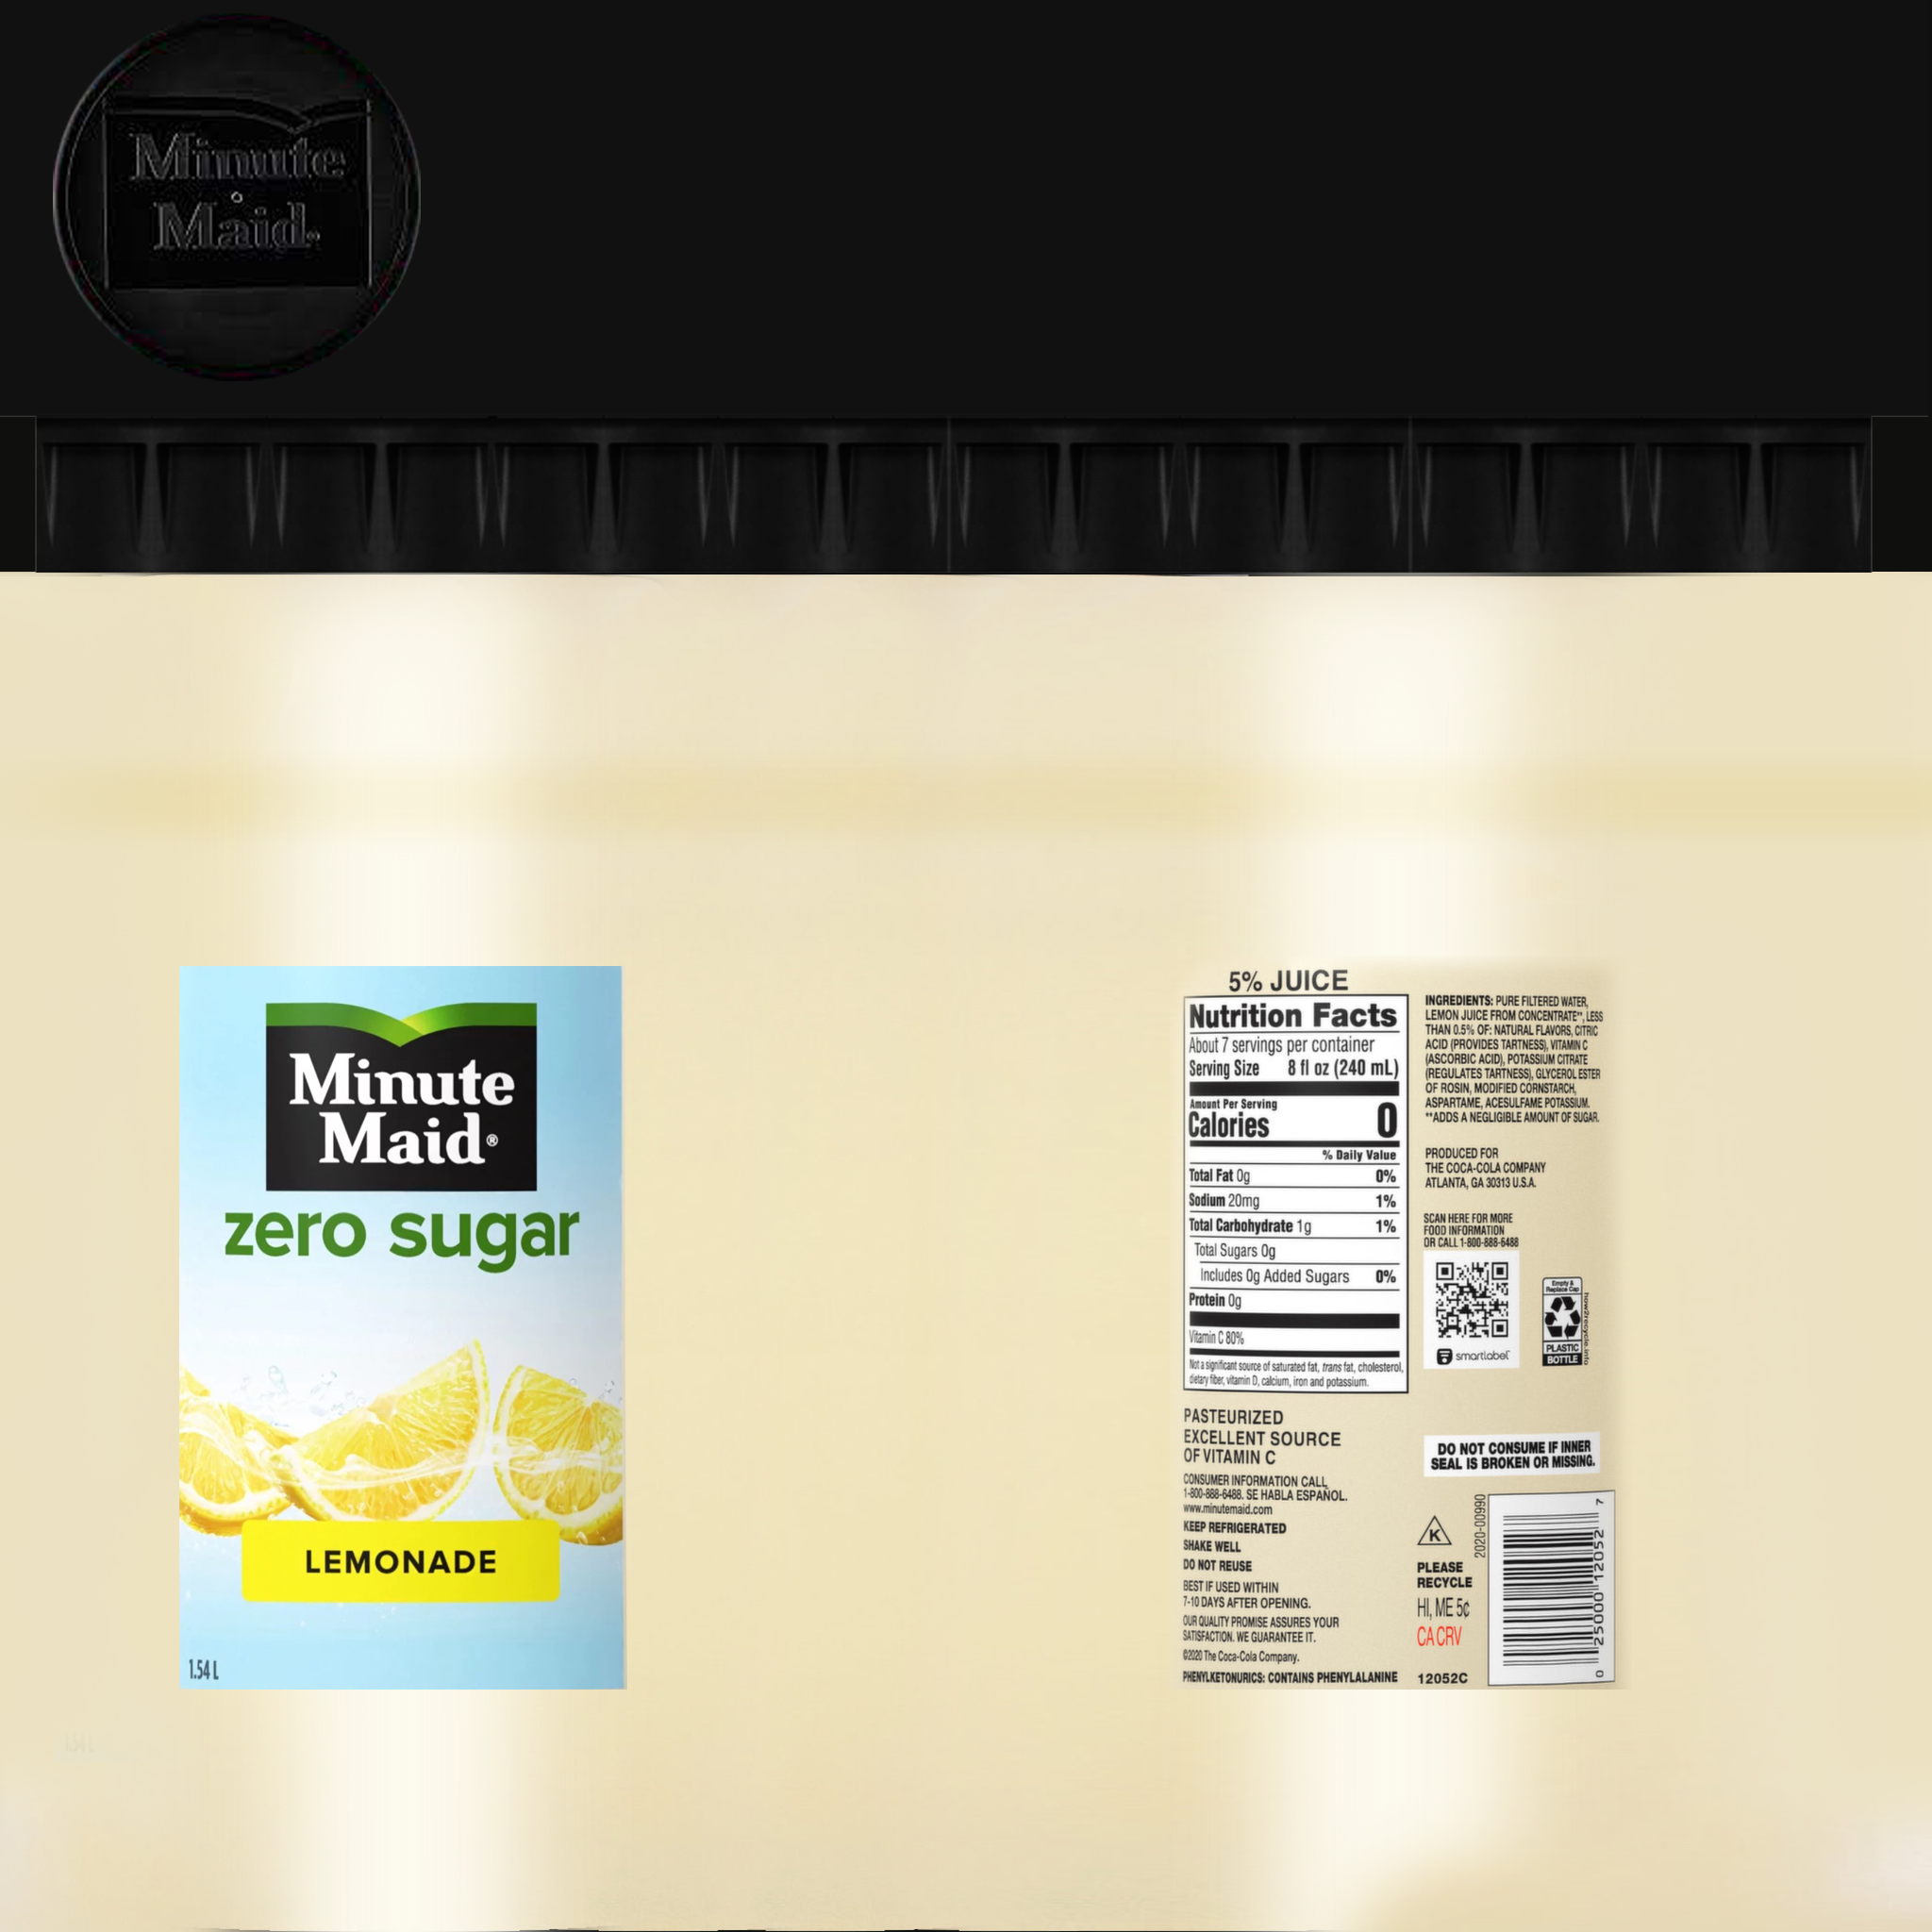 Minute
Maid
Minute
Maid®
zero sugar
LEMONADE
1.54 L
5% JUICE
Nutrition Facts
About 7 servings per container
Serving Size 8 fl oz (240 mL)
Amount Per Serving
Calories 0
% Daily Value
Total Fat 0g 0%
Sodium 20mg 1%
Total Carbohydrate 1g 1%
Total Sugars 0g
Includes 0g Added Sugars 0%
Protein 0g
Vitamin C 80%
Not a significant source of saturated fat, trans fat, cholesterol,
dietary fiber, vitamin D, calcium, iron and potassium.
PASTEURIZED
EXCELLENT SOURCE
OF VITAMIN C
CONSUMER INFORMATION CALL
1-800-888-6488. SE HABLA ESPAÑOL.
www.minutemaid.com
KEEP REFRIGERATED
SHAKE WELL
DO NOT REUSE
BEST IF USED WITHIN
7-10 DAYS AFTER OPENING.
OUR QUALITY PROMISE ASSURES YOUR
SATISFACTION. WE GUARANTEE IT.
©2020 The Coca-Cola Company.
PHENYLKETONURICS: CONTAINS PHENYLALANINE
INGREDIENTS: PURE FILTERED WATER,
LEMON JUICE FROM CONCENTRATE**, LESS
THAN 0.5% OF: NATURAL FLAVORS, CITRIC
ACID (PROVIDES TARTNESS), VITAMIN C
(ASCORBIC ACID), POTASSIUM CITRATE
(REGULATES TARTNESS), GLYCEROL ESTER
OF ROSIN, MODIFIED CORNSTARCH,
ASPARTAME, ACESULFAME POTASSIUM.
**ADDS A NEGLIGIBLE AMOUNT OF SUGAR.
PRODUCED FOR
THE COCA-COLA COMPANY
ATLANTA, GA 30313 U.S.A.
SCAN HERE FOR MORE
FOOD INFORMATION
OR CALL 1-800-888-6488
smartlabel
Empty &
Replace Cap
PLASTIC
BOTTLE
how2recycle.info
DO NOT CONSUME IF INNER
SEAL IS BROKEN OR MISSING.
K
2020-00990
PLEASE
RECYCLE
HI, ME 5¢
CA CRV
12052C
0 25000 12052 7